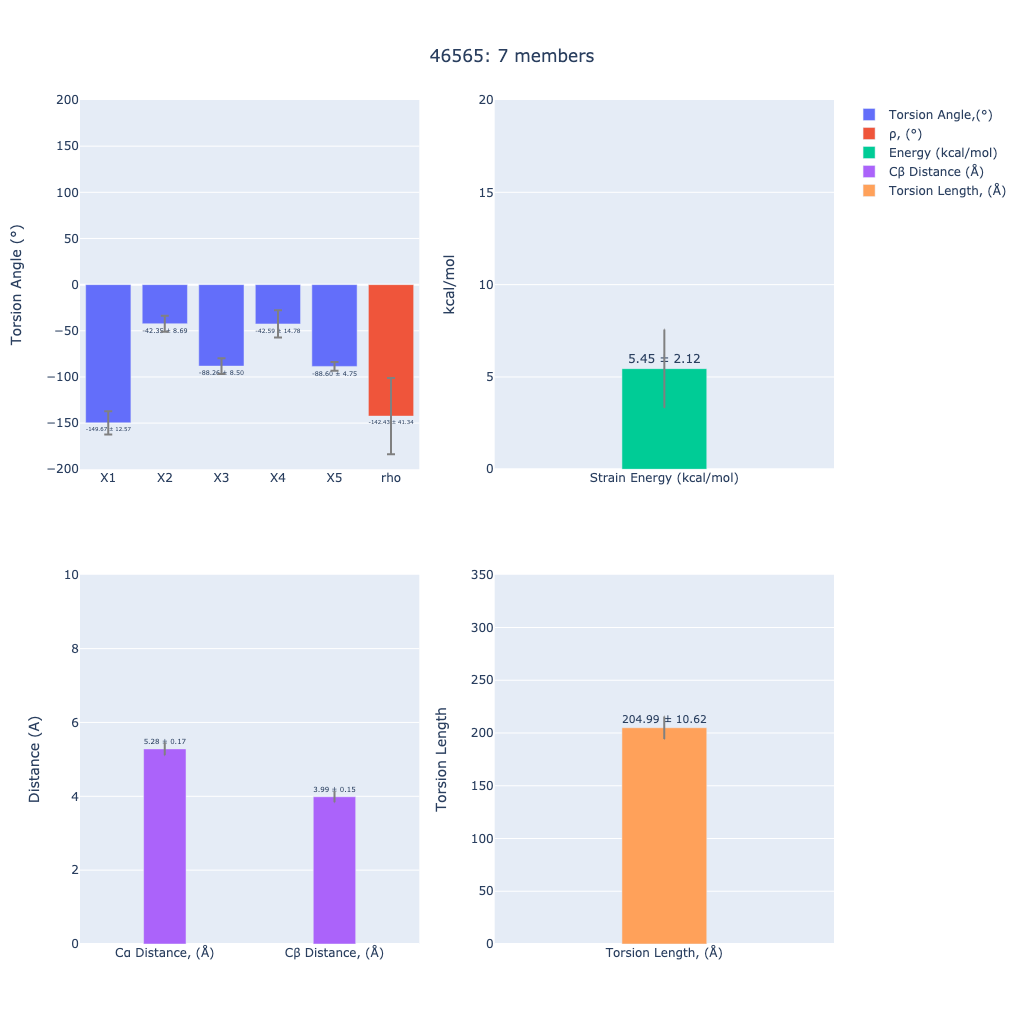 46565: 7 members
Torsion Angle (°)
200
150
100
50
0
−50
−100
−150
−200
-149.67 ± 12.57
-42.35 ± 8.69
-88.26 ± 8.50
-42.59 ± 14.78
-88.60 ± 4.75
-142.43 ± 41.34
X1 X2 X3 X4 X5 rho
kcal/mol
20
15
10
5
0
5.45 ± 2.12
Strain Energy (kcal/mol)
Torsion Angle,(°)
ρ, (°)
Energy (kcal/mol)
Cβ Distance (Å)
Torsion Length, (Å)
Distance (A)
10
8
6
4
2
0
5.28 ± 0.17
3.99 ± 0.15
Cα Distance, (Å) Cβ Distance, (Å)
Torsion Length
350
300
250
200
150
100
50
0
204.99 ± 10.62
Torsion Length, (Å)